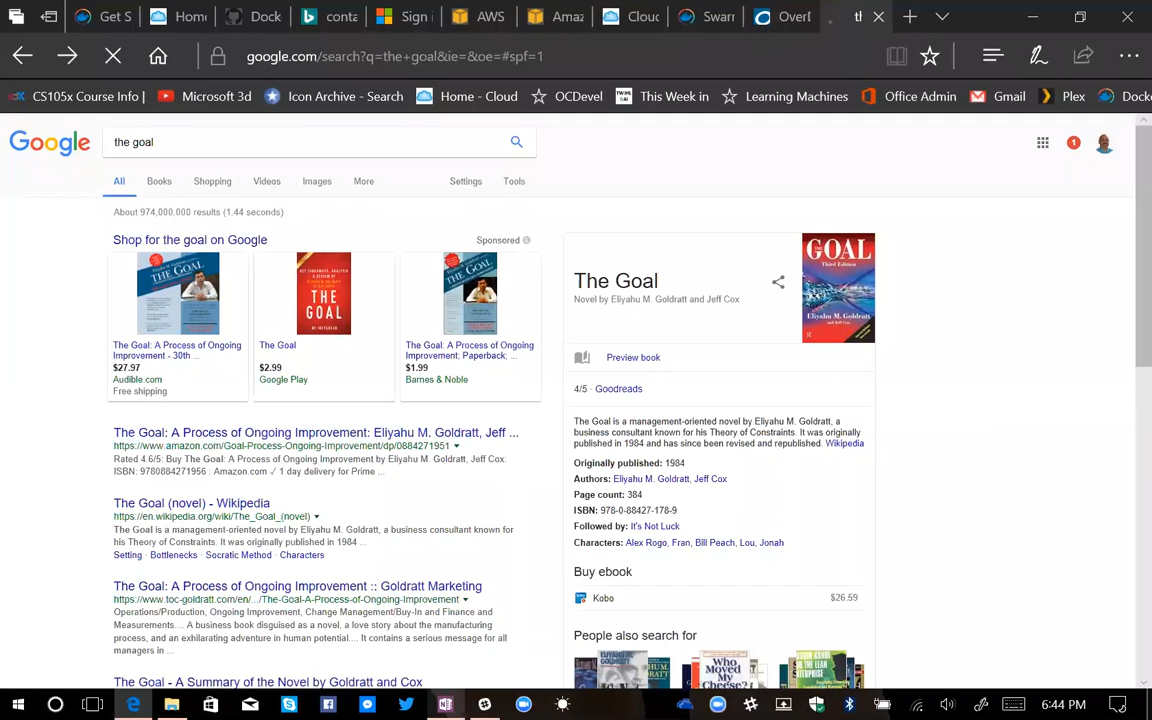 Get S
Home
Dock
conta
Sign i
AWS
Amaz
Clouc
Swarr
OverD
th
google.com/search?q=the+goal&ie=&oe=#spf=1
CS105x Course Info |
Microsoft 3d
Icon Archive - Search
Home - Cloud
OCDevel
This Week in
Learning Machines
Office Admin
Gmail
Plex
Docke
Google
the goal
1
All Books Shopping Videos Images More Settings Tools
About 974,000,000 results (1.44 seconds)
Shop for the goal on Google
Sponsored
The Goal: A Process of Ongoing
Improvement - 30th ...
$27.97
Audible.com
Free shipping
The Goal
$2.99
Google Play
The Goal: A Process of Ongoing
Improvement; Paperback; ...
$1.99
Barnes & Noble
The Goal: A Process of Ongoing Improvement: Eliyahu M. Goldratt, Jeff ...
https://www.amazon.com/Goal-Process-Ongoing-Improvement/dp/0884271951
Rated 4.6/5: Buy The Goal: A Process of Ongoing Improvement by Eliyahu M. Goldratt, Jeff Cox:
ISBN: 9780884271956 : Amazon.com ✓ 1 day delivery for Prime ...
The Goal (novel) - Wikipedia
https://en.wikipedia.org/wiki/The_Goal_(novel)
The Goal is a management-oriented novel by Eliyahu M. Goldratt, a business consultant known for
his Theory of Constraints. It was originally published in 1984 ...
Setting · Bottlenecks · Socratic Method · Characters
The Goal: A Process of Ongoing Improvement :: Goldratt Marketing
https://www.toc-goldratt.com/en/.../The-Goal-A-Process-of-Ongoing-Improvement
Operations/Production, Ongoing Improvement, Change Management/Buy-In and Finance and
Measurements.... A business book disguised as a novel, a love story about the manufacturing
process, and an exhilarating adventure in human potential.... It contains a serious message for all
managers in ...
The Goal - A Summary of the Novel by Goldratt and Cox
The Goal
Novel by Eliyahu M. Goldratt and Jeff Cox
THE
GOAL
Third Edition
Eliyahu M. Goldratt
and Jeff Cox
Preview book
4/5 · Goodreads
The Goal is a management-oriented novel by Eliyahu M. Goldratt, a
business consultant known for his Theory of Constraints. It was originally
published in 1984 and has since been revised and republished. Wikipedia
Originally published: 1984
Authors: Eliyahu M. Goldratt, Jeff Cox
Page count: 384
ISBN: 978-0-88427-178-9
Followed by: It's Not Luck
Characters: Alex Rogo, Fran, Bill Peach, Lou, Jonah
Buy ebook
Kobo
$26.59
People also search for
Who
Moved My
Cheese?
6:44 PM